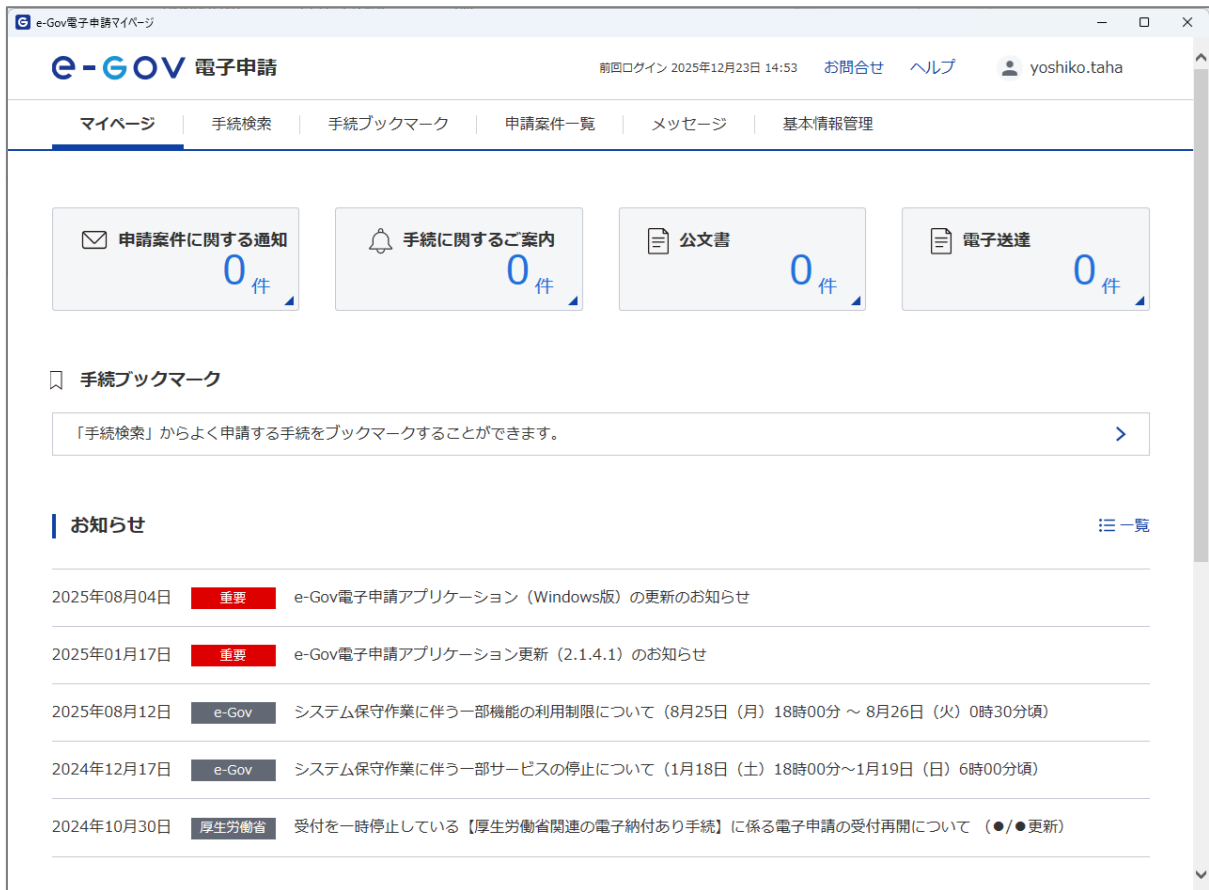 e-Gov電子申請マイページ
e-GOV 電子申請
前回ログイン 2025年12月23日 14:53 お問合せ ヘルプ yoshiko.taha
マイページ 手続検索 手続ブックマーク 申請案件一覧 メッセージ 基本情報管理
申請案件に関する通知
0 件
手続に関するご案内
0 件
公文書
0 件
電子送達
0 件
手続ブックマーク
「手続検索」からよく申請する手続をブックマークすることができます。
お知らせ 一覧
2025年08月04日 重要 e-Gov電子申請アプリケーション（Windows版）の更新のお知らせ
2025年01月17日 重要 e-Gov電子申請アプリケーション更新（2.1.4.1）のお知らせ
2025年08月12日 e-Gov システム保守作業に伴う一部機能の利用制限について（8月25日（月）18時00分 ～ 8月26日（火）0時30分頃）
2024年12月17日 e-Gov システム保守作業に伴う一部サービスの停止について（1月18日（土）18時00分～1月19日（日）6時00分頃）
2024年10月30日 厚生労働省 受付を一時停止している【厚生労働省関連の電子納付あり手続】に係る電子申請の受付再開について （●/●更新）